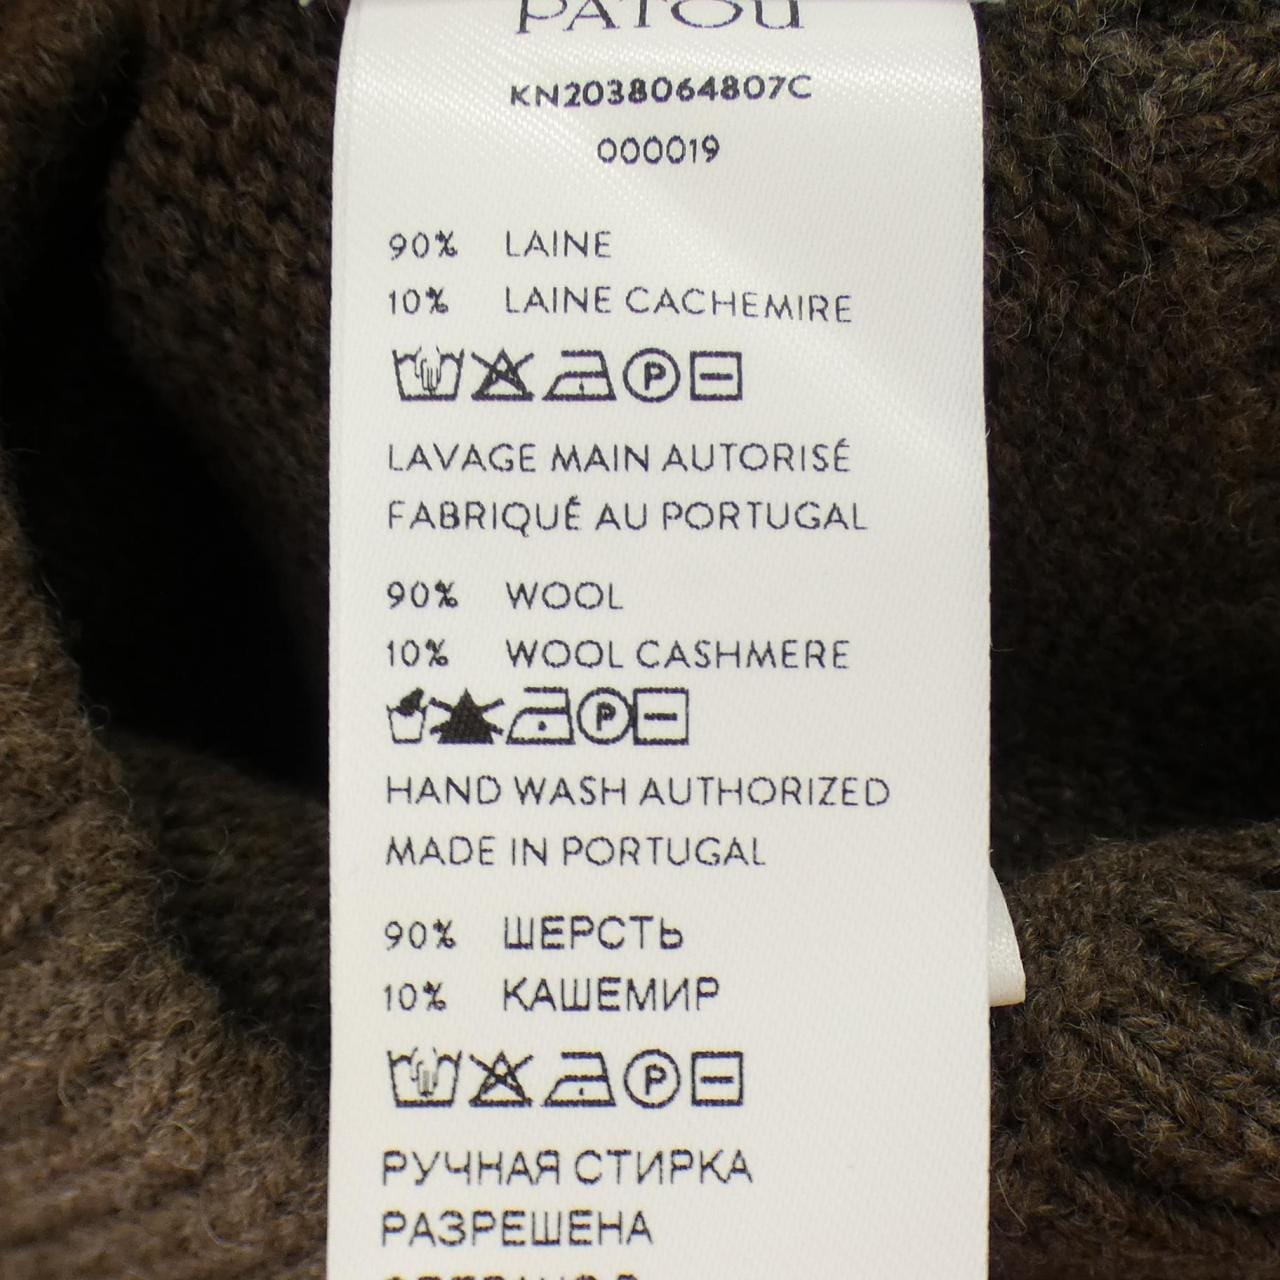 PATOU
KN2038064807C
000019
90% LAINE
10% LAINE CACHEMIRE
P
LAVAGE MAIN AUTORISÉ
FABRIQUÉ AU PORTUGAL
90% WOOL
10% WOOL CASHMERE
P
HAND WASH AUTHORIZED
MADE IN PORTUGAL
90% ШЕРСТЬ
10% КАШЕМИР
P
РУЧНАЯ СТИРКА
РАЗРЕШЕНА